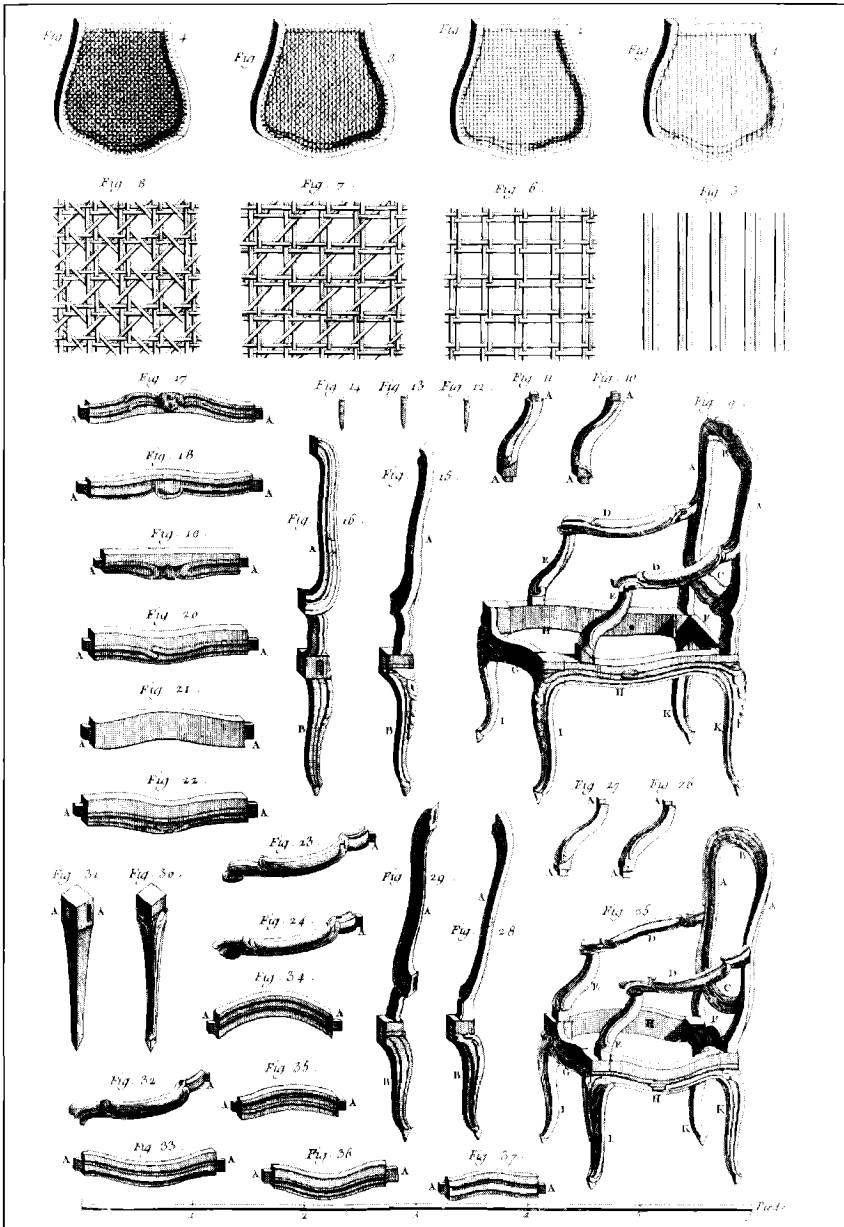 Fig 4
Fig 3
Fig 2
Fig 1
Fig. 8
Fig. 7
Fig. 6.
Fig. 5
Fig. 17
A A
Fig. 14
Fig. 13
Fig. 12
Fig. 11
A
A
Fig. 10
A
A
Fig. 9
B
A
A
D
D
C
E
E
F
H
G
H
I
I
K
K
Fig. 18
A A
Fig. 16.
A
B
Fig. 15.
A
B
A A
Fig. 20
A A
Fig. 21
A A
Fig. 22
A A
Fig. 23
A
Fig. 24
A
Fig. 27
A
A
Fig. 26
A
A
Fig. 29
A
B
Fig. 28
A
B
Fig. 25
B
A
A
D
D
C
E
E
F
H
G
H
I
I
K
K
Fig. 31
A A
Fig. 30
A
Fig. 34.
A A
Fig. 32
A
Fig. 35.
A A
Fig 33
A A
Fig. 36
A A
Fig. 37
A A
1 2 3 4 5